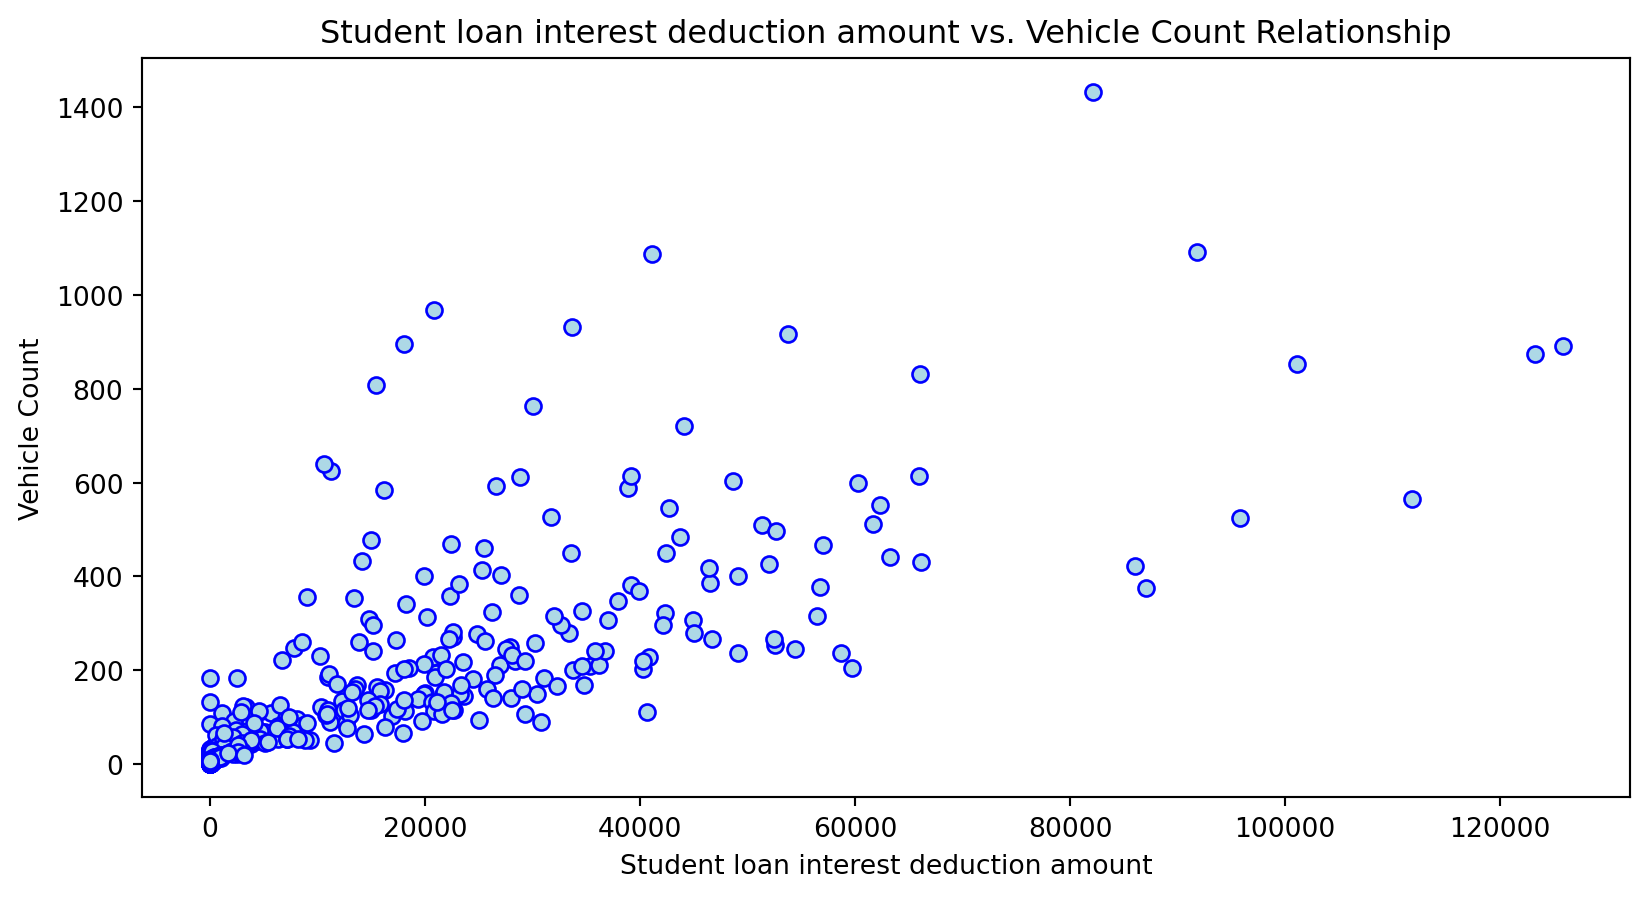 Student loan interest deduction amount vs. Vehicle Count Relationship
1400
1200
1000
800
600
400
200
0
Vehicle Count
0 20000 40000 60000 80000 100000 120000
Student loan interest deduction amount